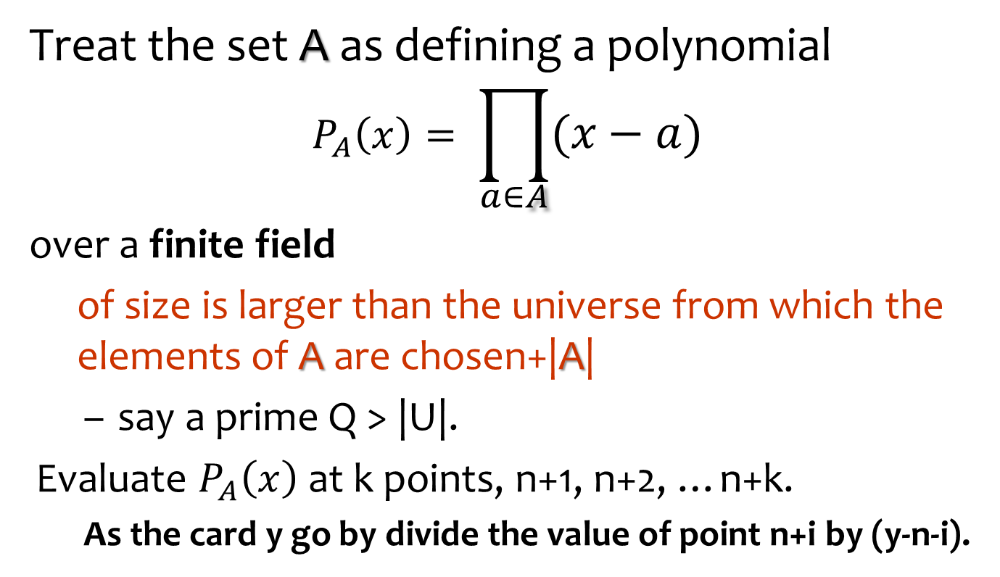 Treat the set A as defining a polynomial
P_A(x) = ∏_{a∈A}(x − a)
over a finite field
of size is larger than the universe from which the
elements of A are chosen+|A|
– say a prime Q > |U|.
Evaluate P_A(x) at k points, n+1, n+2, … n+k.
As the card y go by divide the value of point n+i by (y-n-i).